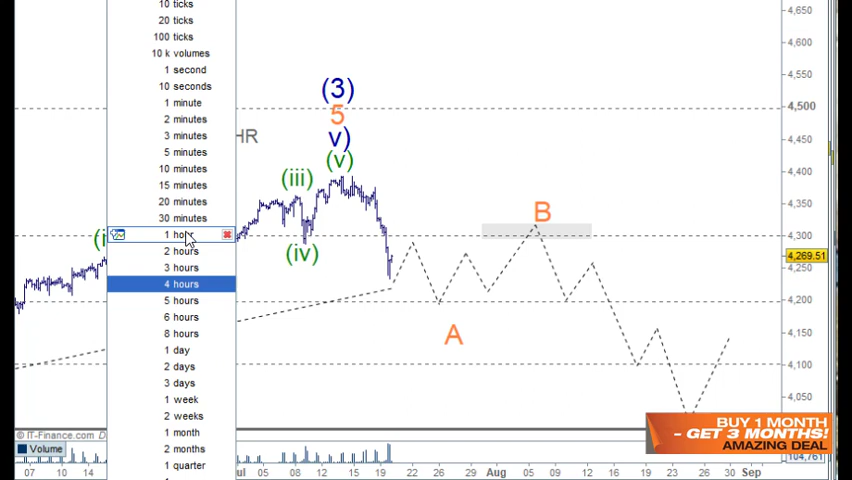 10 ticks
20 ticks
100 ticks
10 k volumes
1 second
10 seconds
1 minute
2 minutes
3 minutes
5 minutes
10 minutes
15 minutes
20 minutes
30 minutes
1 hour
2 hours
3 hours
4 hours
5 hours
6 hours
8 hours
1 day
2 days
3 days
1 week
2 weeks
1 month
2 months
1 quarter
HR
(3)
5
v)
(v)
(iii)
(iv)
(i
B
A
4,650
4,600
4,550
4,500
4,450
4,400
4,350
4,300
4,269.51
4,250
4,200
4,150
4,100
4,050
BUY 1 MONTH
- GET 3 MONTHS!
AMAZING DEAL
104,761
© IT-Finance.com D
Volume
07 10 14 ul 05 08 12 14 19 22 26 29 Aug 05 09 13 16 19 23 26 30 Sep